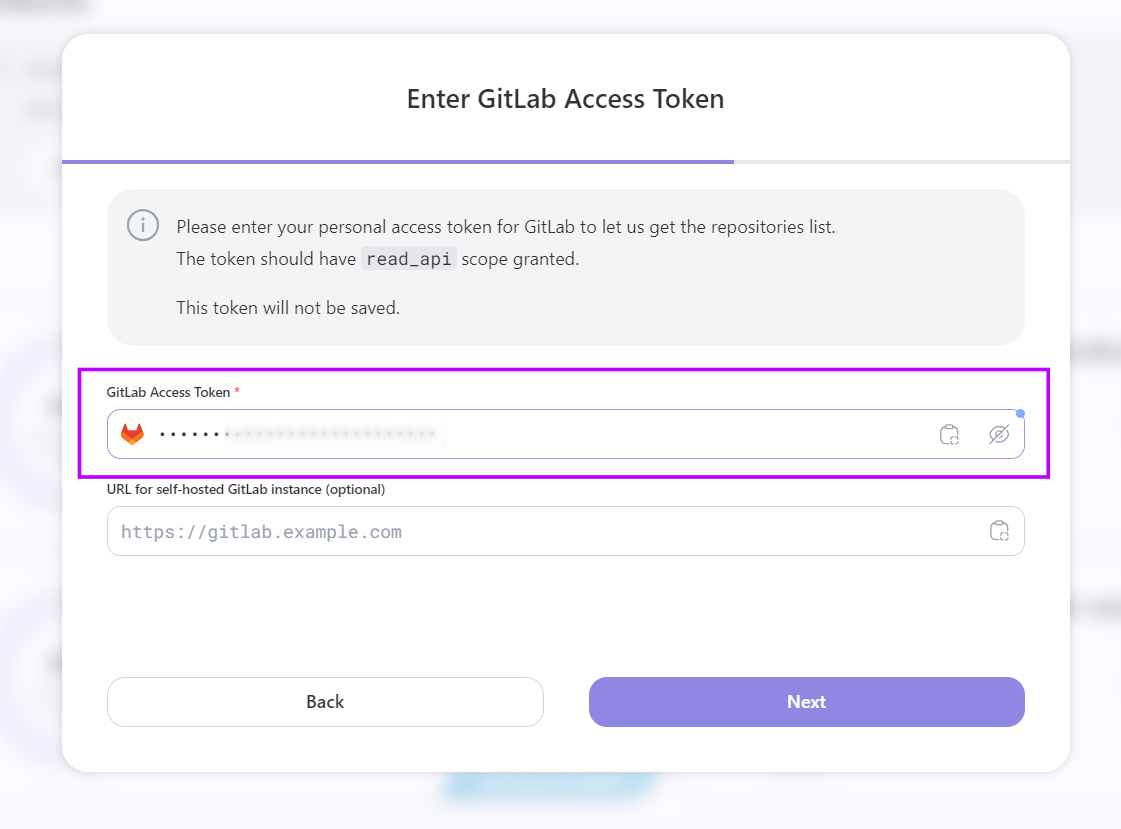 Enter GitLab Access Token
Please enter your personal access token for GitLab to let us get the repositories list.
The token should have read_api scope granted.
This token will not be saved.
GitLab Access Token *
URL for self-hosted GitLab instance (optional)
https://gitlab.example.com
Back
Next